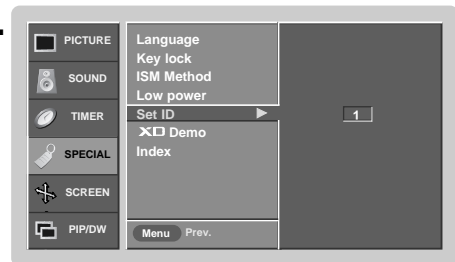 PICTURE
SOUND
TIMER
SPECIAL
SCREEN
PIP/DW
Language
Key lock
ISM Method
Low power
Set ID ▶ 1
XD Demo
Index
Menu Prev.